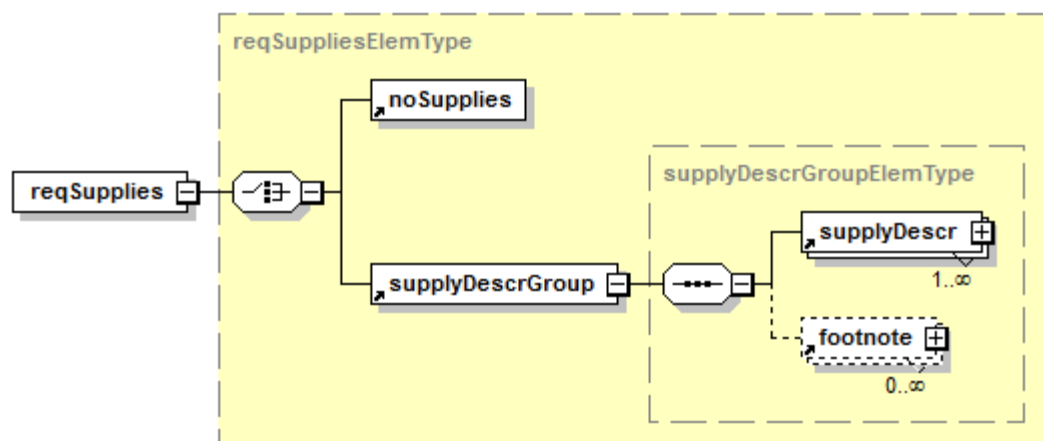 reqSuppliesElemType
noSupplies
reqSupplies
supplyDescrGroupElemType
supplyDescr
1..∞
supplyDescrGroup
footnote
0..∞